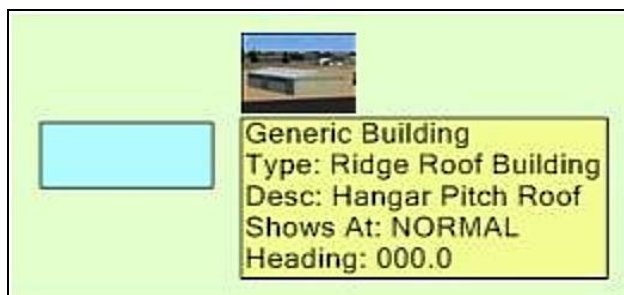 Generic Building
Type: Ridge Roof Building
Desc: Hangar Pitch Roof
Shows At: NORMAL
Heading: 000.0